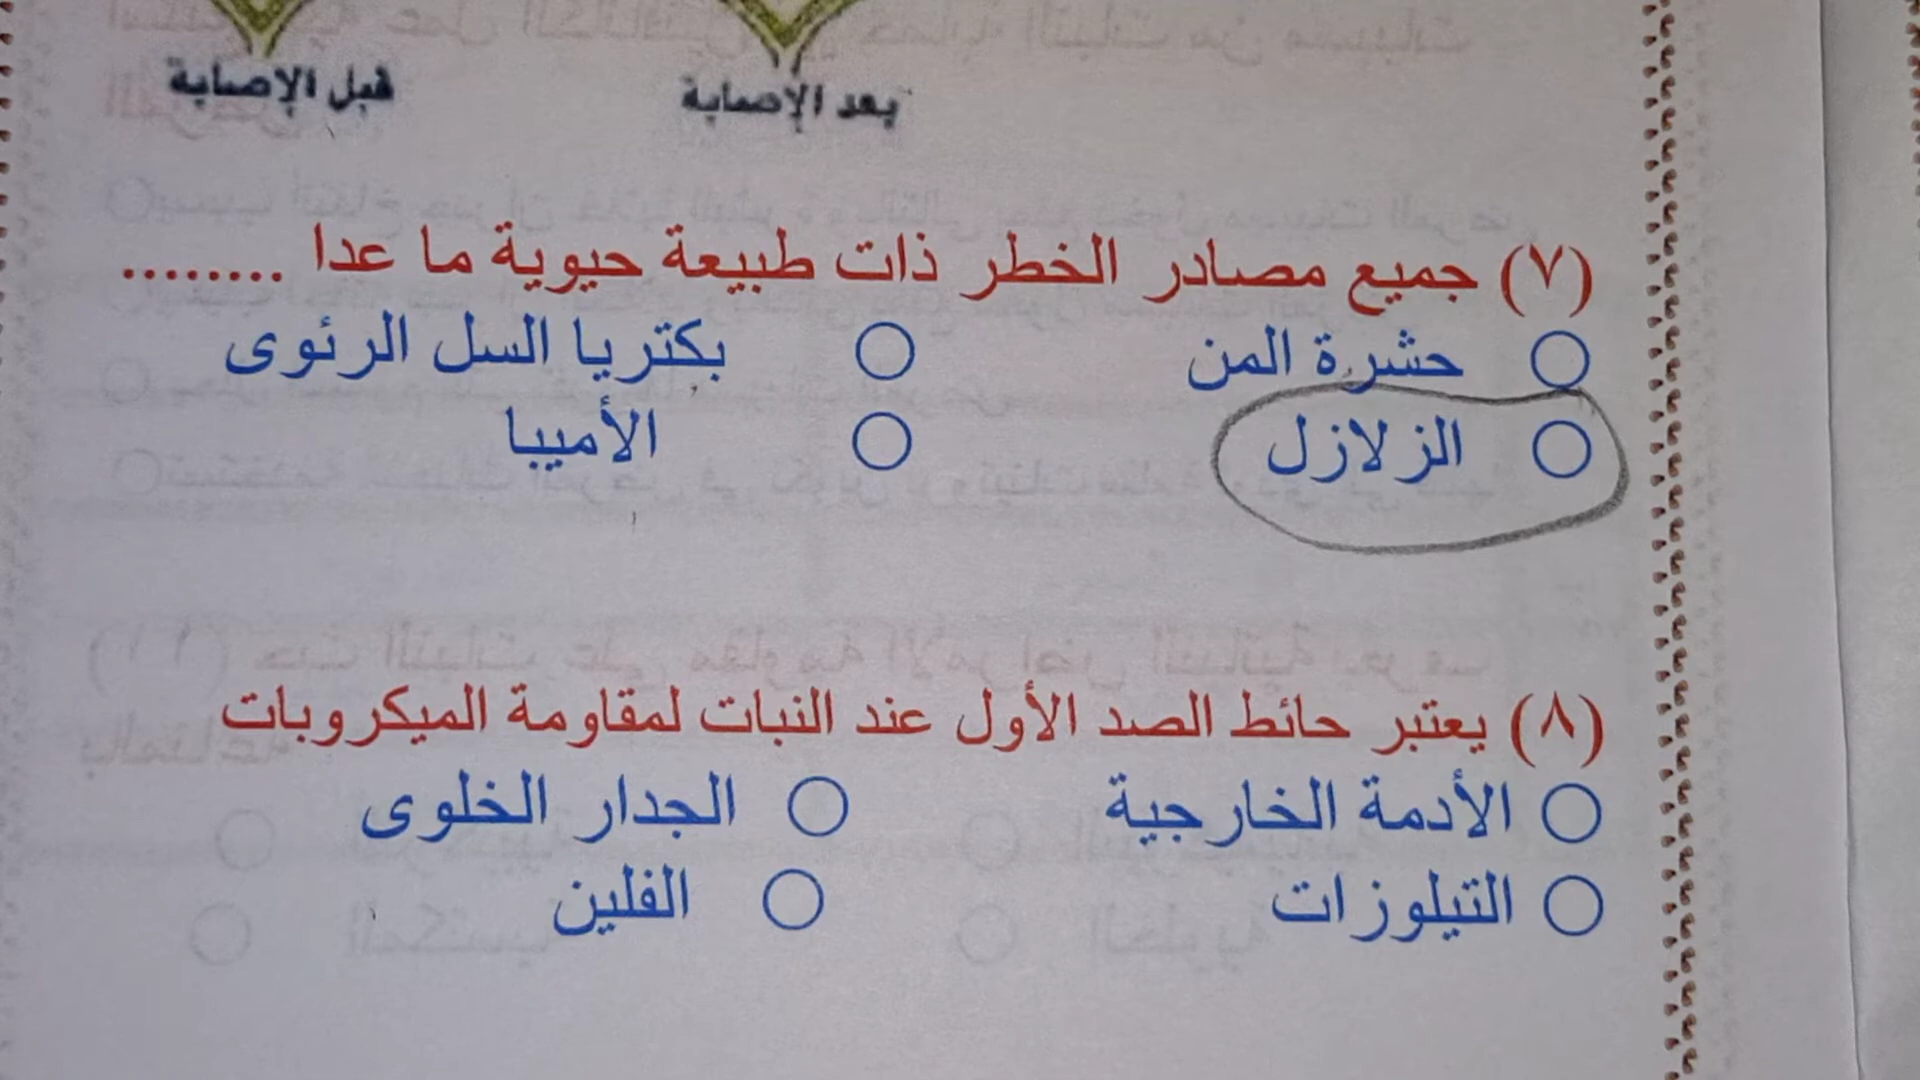 بعد الإصابة قبل الإصابة
(٧) جميع مصادر الخطر ذات طبيعة حيوية ما عدا ........
حشرة المن بكتريا السل الرئوى
الزلازل الأميبا
(٨) يعتبر حائط الصد الأول عند النبات لمقاومة الميكروبات
الأدمة الخارجية الجدار الخلوى
التيلوزات الفلين